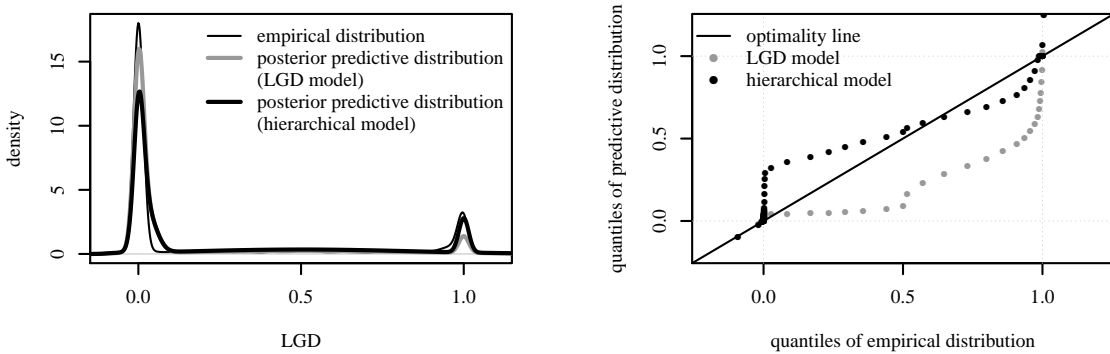 density
15
10
5
0
empirical distribution
posterior predictive distribution
(LGD model)
posterior predictive distribution
(hierarchical model)
0.0 0.5 1.0
LGD
quantiles of predictive distribution
1.0
0.5
0.0
optimality line
LGD model
hierarchical model
0.0 0.5 1.0
quantiles of empirical distribution